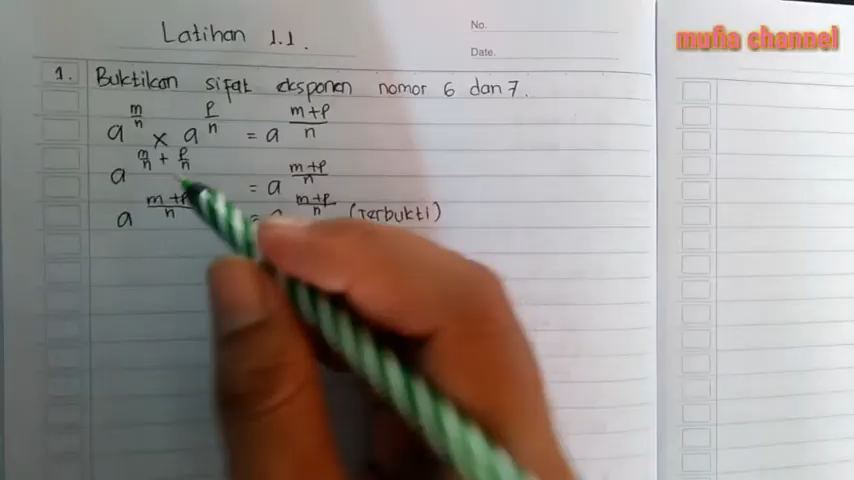 Latihan 1.1.
No.
Date.
mufia channel
1. Buktikan sifat eksponen nomor 6 dan 7.
a^(m/n) × a^(p/n) = a^((m+p)/n)
a^(m/n + p/n) = a^((m+p)/n)
a^((m+p)/n) = a^((m+p)/n) (Terbukti)